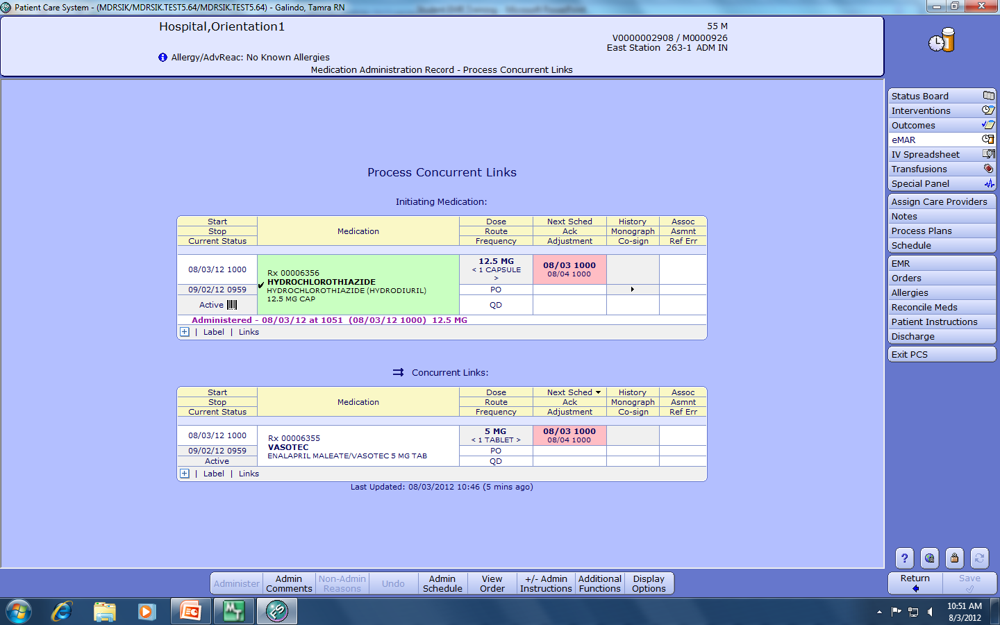 Patient Care System - (MDRSIK/MDRSIK.TEST5.64/MDRSIK.TEST5.64) - Galindo, Tamra RN
Hospital,Orientation1
55 M
V0000002908 / M0000926
East Station 263-1 ADM IN
Allergy/AdvReac: No Known Allergies
Medication Administration Record - Process Concurrent Links
Process Concurrent Links
Initiating Medication:
Start
Stop
Current Status
Medication
Dose
Route
Frequency
Next Sched
Ack
Adjustment
History
Monograph
Co-sign
Assoc
Asmnt
Ref Err
08/03/12 1000
09/02/12 0959
Active
Rx 00006356
HYDROCHLOROTHIAZIDE
HYDROCHLOROTHIAZIDE (HYDRODIURIL)
12.5 MG CAP
12.5 MG
< 1 CAPSULE
>
PO
QD
08/03 1000
08/04 1000
Administered - 08/03/12 at 1051 (08/03/12 1000) 12.5 MG
+ | Label | Links
Concurrent Links:
Start
Stop
Current Status
Medication
Dose
Route
Frequency
Next Sched
Ack
Adjustment
History
Monograph
Co-sign
Assoc
Asmnt
Ref Err
08/03/12 1000
09/02/12 0959
Active
Rx 00006355
VASOTEC
ENALAPRIL MALEATE/VASOTEC 5 MG TAB
5 MG
< 1 TABLET >
PO
QD
08/03 1000
08/04 1000
+ | Label | Links
Last Updated: 08/03/2012 10:46 (5 mins ago)
Status Board
Interventions
Outcomes
eMAR
IV Spreadsheet
Transfusions
Special Panel
Assign Care Providers
Notes
Process Plans
Schedule
EMR
Orders
Allergies
Reconcile Meds
Patient Instructions
Discharge
Exit PCS
?
Return
Save
Administer
Admin
Comments
Non-Admin
Reasons
Undo
Admin
Schedule
View
Order
+/- Admin
Instructions
Additional
Functions
Display
Options
10:51 AM
8/3/2012